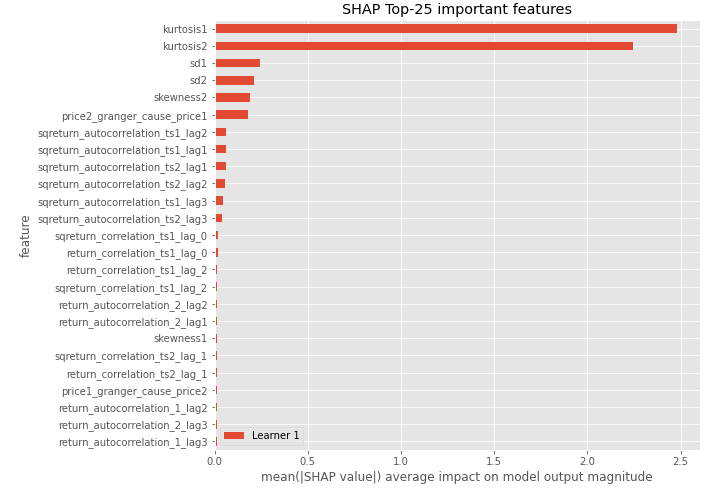 SHAP Top-25 important features
kurtosis1
kurtosis2
sd1
sd2
skewness2
price2_granger_cause_price1
sqreturn_autocorrelation_ts1_lag2
sqreturn_autocorrelation_ts1_lag1
sqreturn_autocorrelation_ts2_lag1
sqreturn_autocorrelation_ts2_lag2
sqreturn_autocorrelation_ts1_lag3
sqreturn_autocorrelation_ts2_lag3
sqreturn_correlation_ts1_lag_0
return_correlation_ts1_lag_0
return_correlation_ts1_lag_2
sqreturn_correlation_ts1_lag_2
return_autocorrelation_2_lag2
return_autocorrelation_2_lag1
skewness1
sqreturn_correlation_ts2_lag_1
return_correlation_ts2_lag_1
price1_granger_cause_price2
return_autocorrelation_1_lag2
return_autocorrelation_2_lag3
return_autocorrelation_1_lag3
feature
Learner 1
0.0 0.5 1.0 1.5 2.0 2.5
mean(|SHAP value|) average impact on model output magnitude